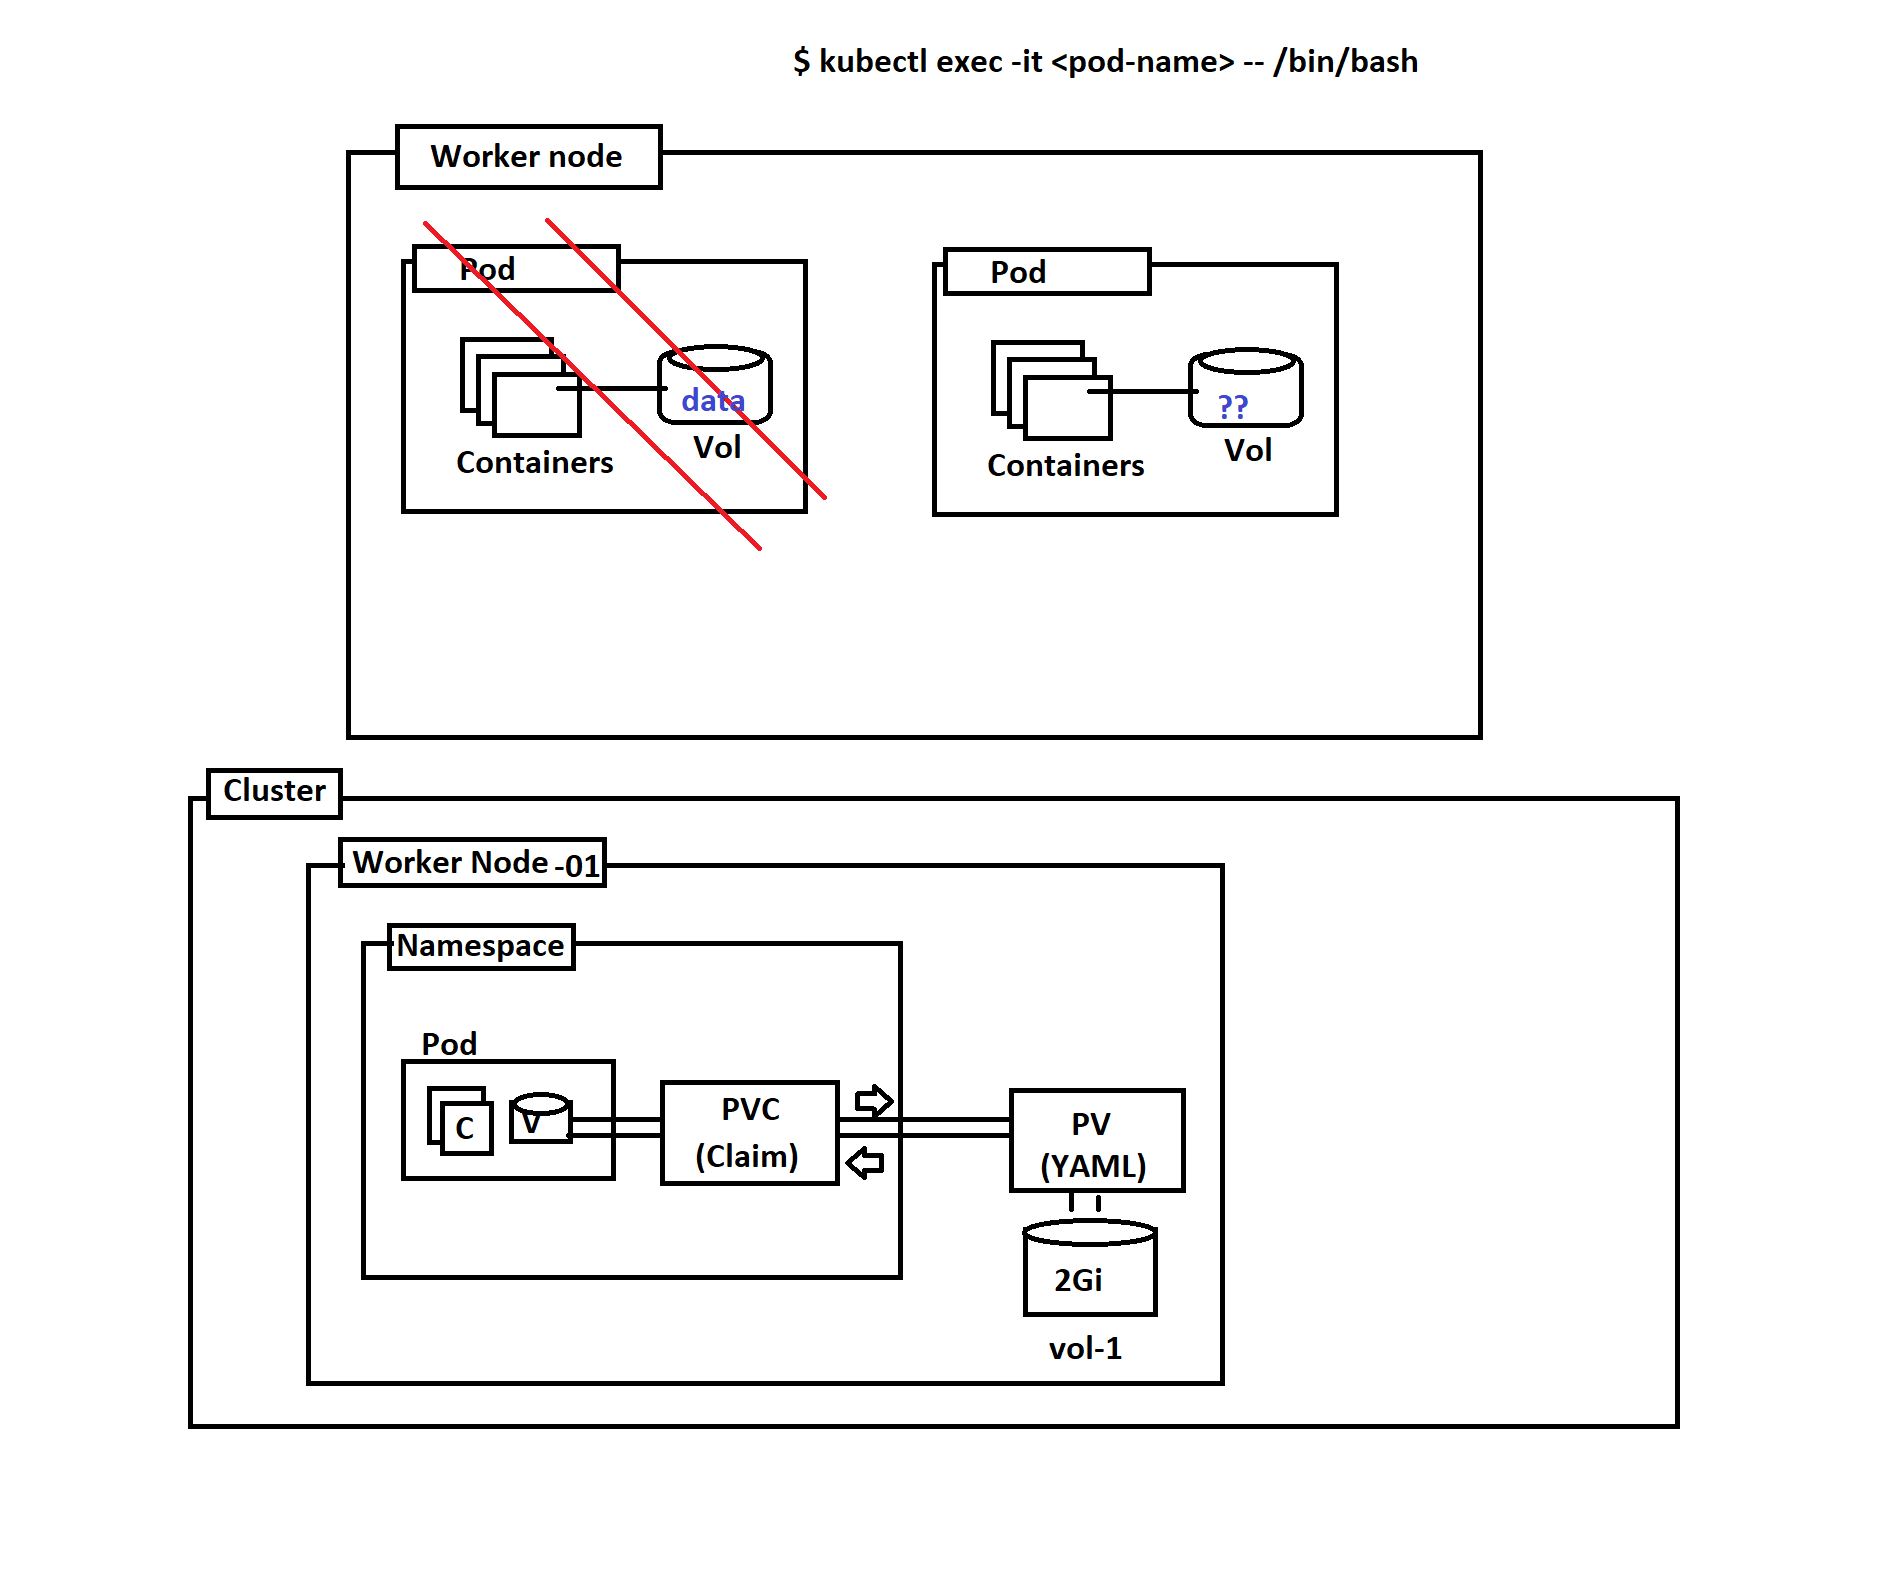 $ kubectl exec -it <pod-name> -- /bin/bash
Worker node
Pod
data
Vol
Containers
Pod
??
Vol
Containers
Cluster
Worker Node -01
Namespace
Pod
C
V
PVC
(Claim)
PV
(YAML)
2Gi
vol-1